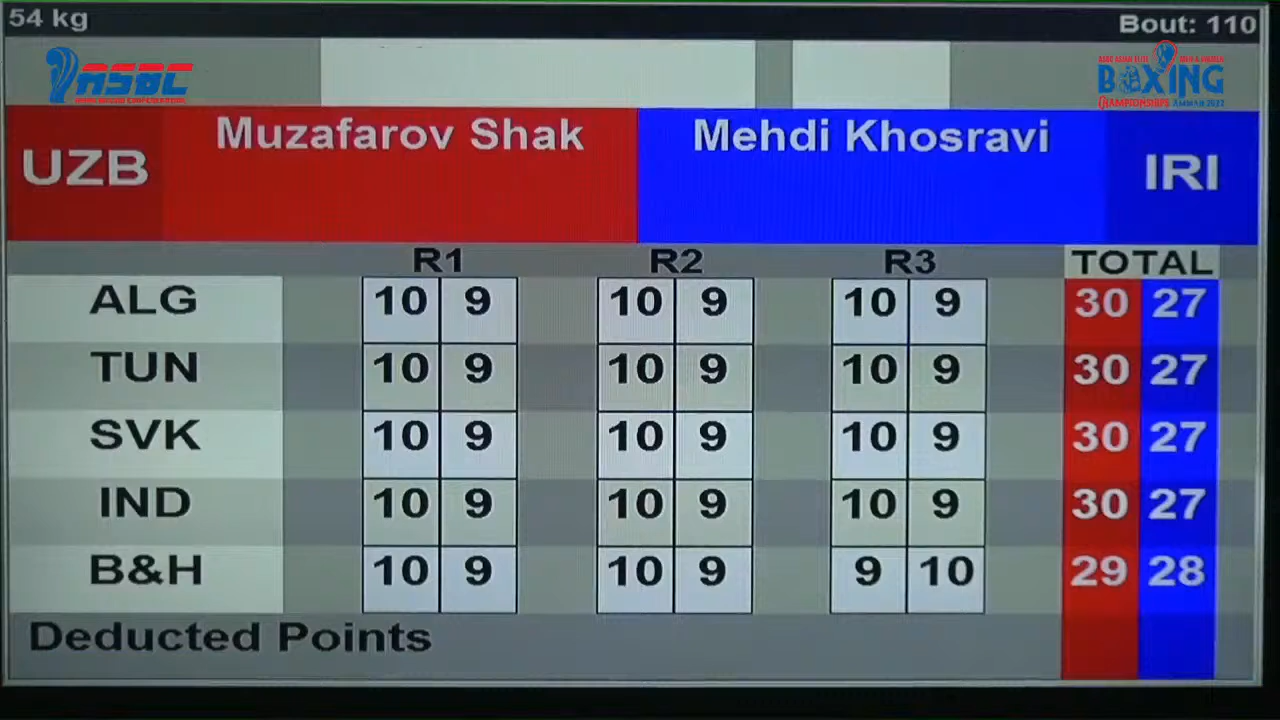 54 kg
Bout: 110
ASBC
BOXING
CHAMPIONSHIPS AMMAN 2022
UZB
Muzafarov Shak
Mehdi Khosravi
IRI
R1 R2 R3 TOTAL
ALG 10 9 10 9 10 9 30 27
TUN 10 9 10 9 10 9 30 27
SVK 10 9 10 9 10 9 30 27
IND 10 9 10 9 10 9 30 27
B&H 10 9 10 9 9 10 29 28
Deducted Points